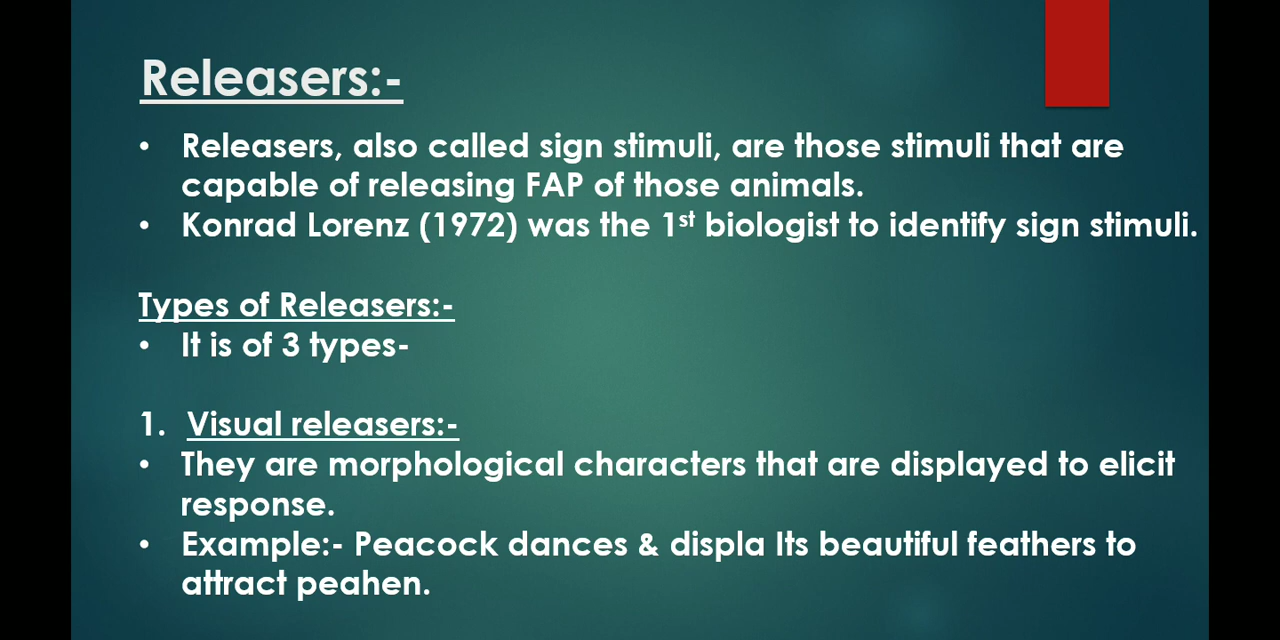 Releasers:-
• Releasers, also called sign stimuli, are those stimuli that are
capable of releasing FAP of those animals.
• Konrad Lorenz (1972) was the 1st biologist to identify sign stimuli.
Types of Releasers:-
• It is of 3 types-
1. Visual releasers:-
• They are morphological characters that are displayed to elicit
response.
• Example:- Peacock dances & displa Its beautiful feathers to
attract peahen.